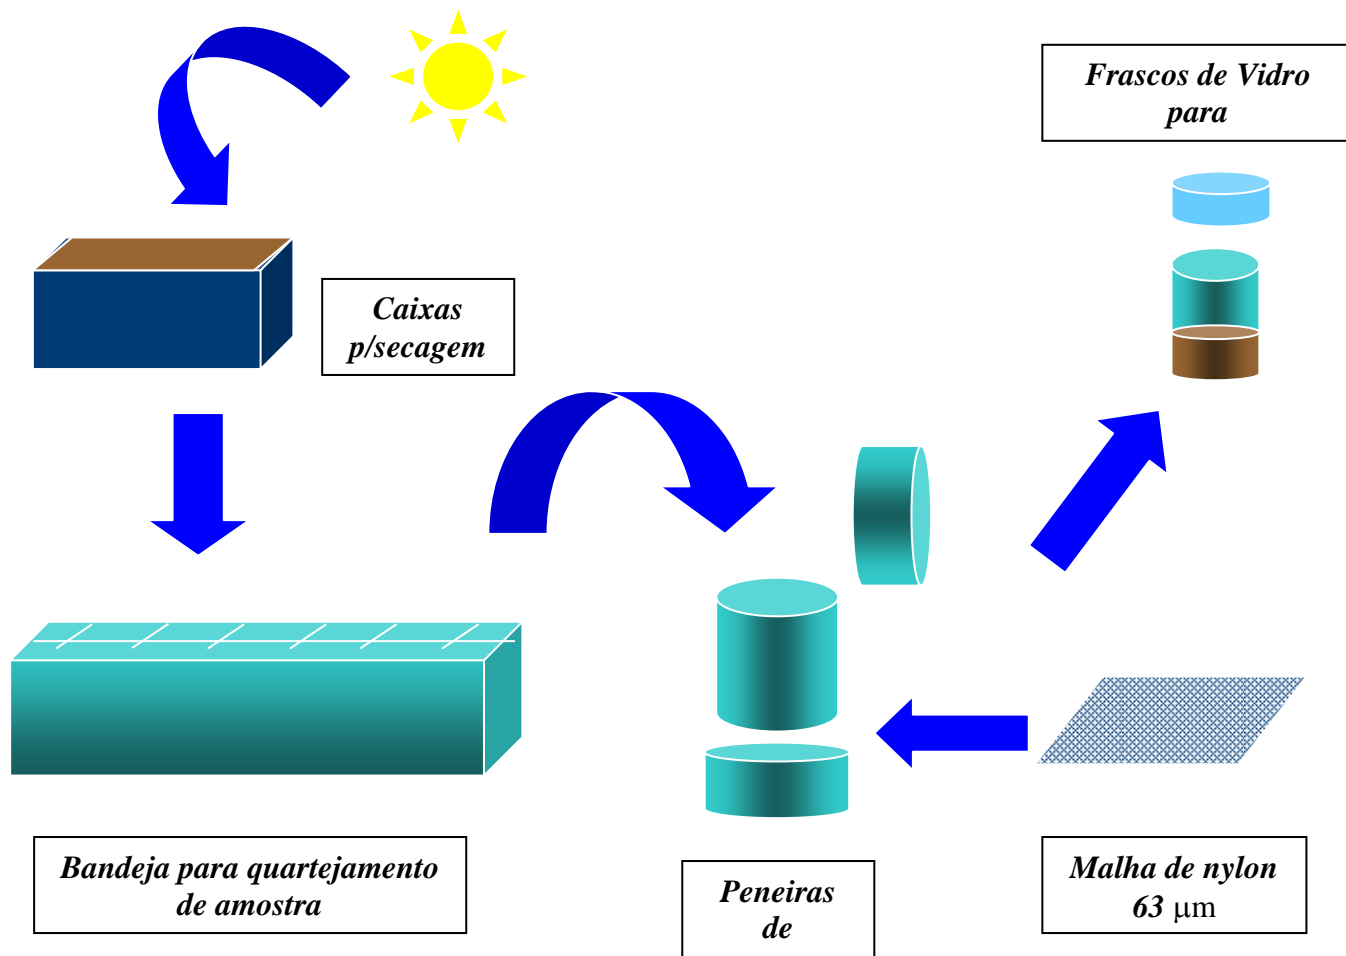 Frascos de Vidro
para
Caixas
p/secagem
Bandeja para quartejamento
de amostra
Peneiras
de
Malha de nylon
63 μm